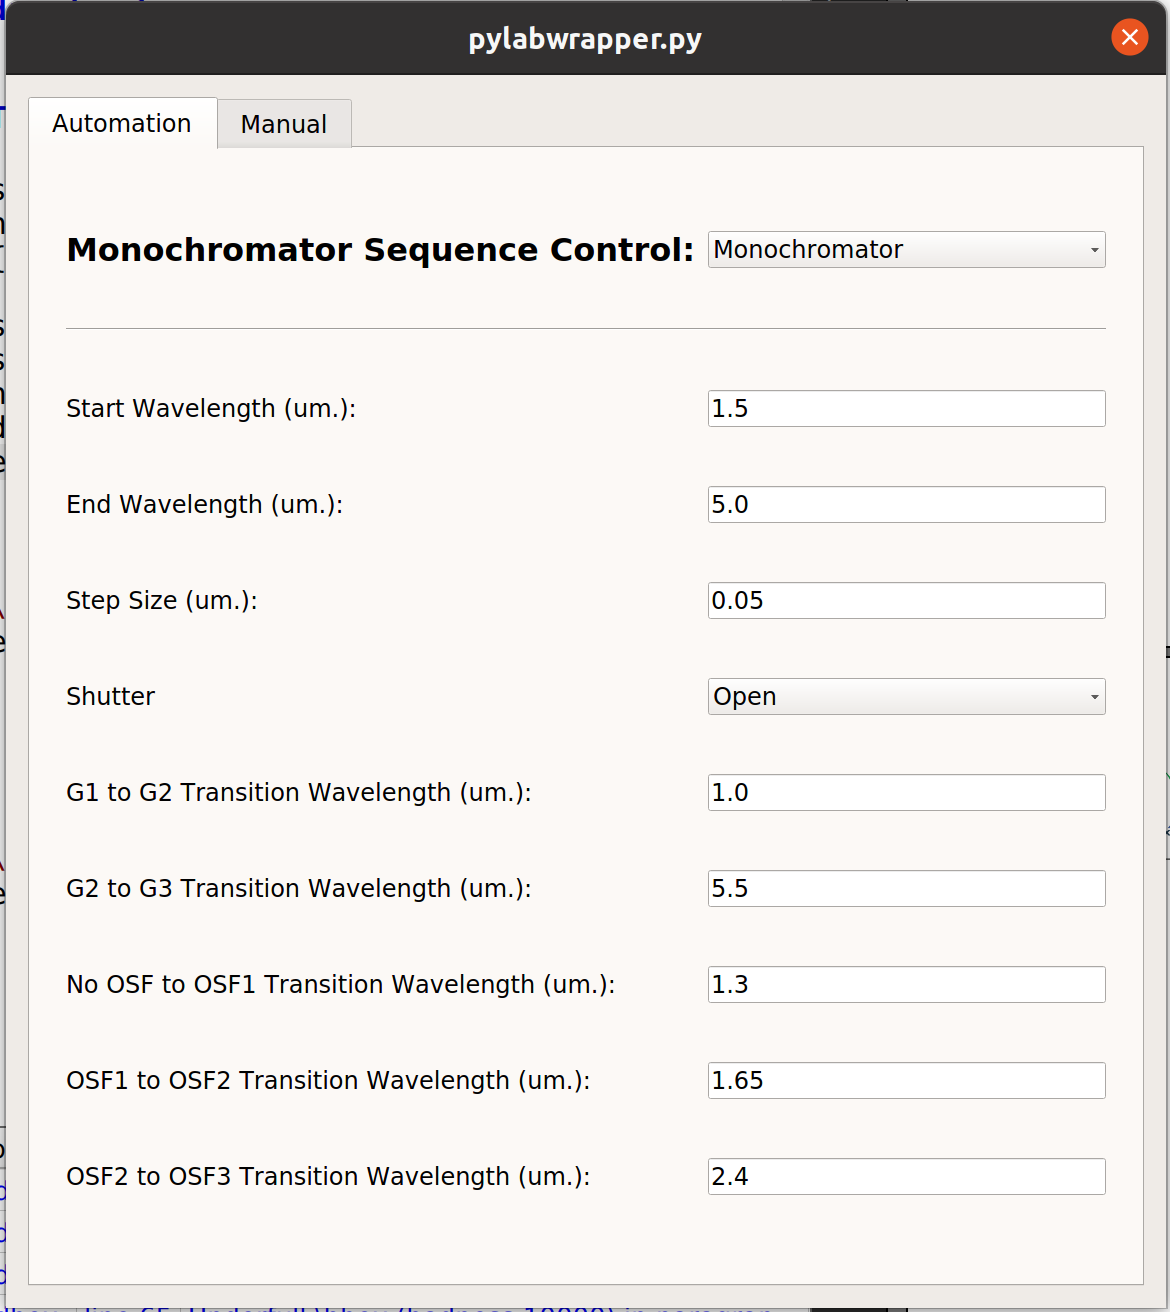 pylabwrapper.py
Automation Manual
Monochromator Sequence Control: Monochromator
Start Wavelength (um.): 1.5
End Wavelength (um.): 5.0
Step Size (um.): 0.05
Shutter Open
G1 to G2 Transition Wavelength (um.): 1.0
G2 to G3 Transition Wavelength (um.): 5.5
No OSF to OSF1 Transition Wavelength (um.): 1.3
OSF1 to OSF2 Transition Wavelength (um.): 1.65
OSF2 to OSF3 Transition Wavelength (um.): 2.4